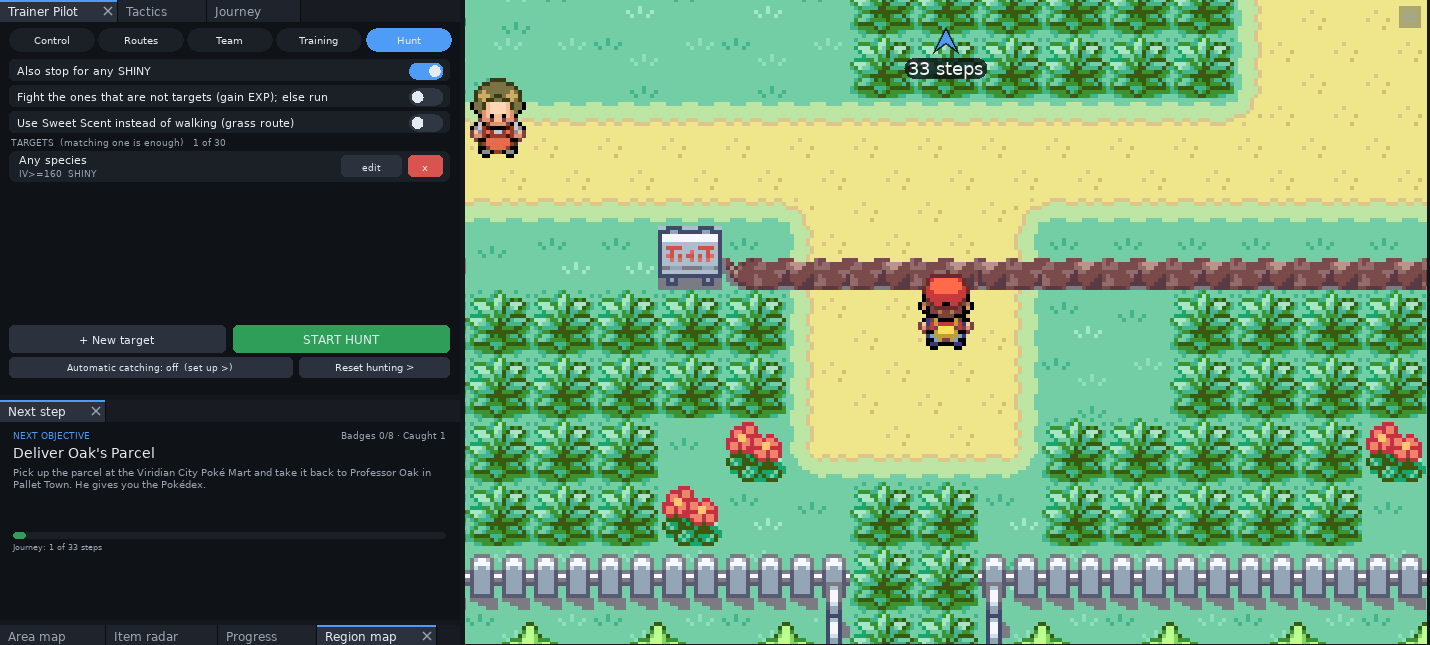 Trainer Pilot
Tactics
Journey
Control
Routes
Team
Training
Hunt
Also stop for any SHINY
Fight the ones that are not targets (gain EXP); else run
Use Sweet Scent instead of walking (grass route)
TARGETS (matching one is enough) 1 of 30
Any species
IV>=160 SHINY
edit
x
+ New target
START HUNT
Automatic catching: off (set up >)
Reset hunting >
Next step
NEXT OBJECTIVE
Badges 0/8 · Caught 1
Deliver Oak's Parcel
Pick up the parcel at the Viridian City Poké Mart and take it back to Professor Oak in
Pallet Town. He gives you the Pokédex.
Journey: 1 of 33 steps
Area map
Item radar
Progress
Region map
33 steps